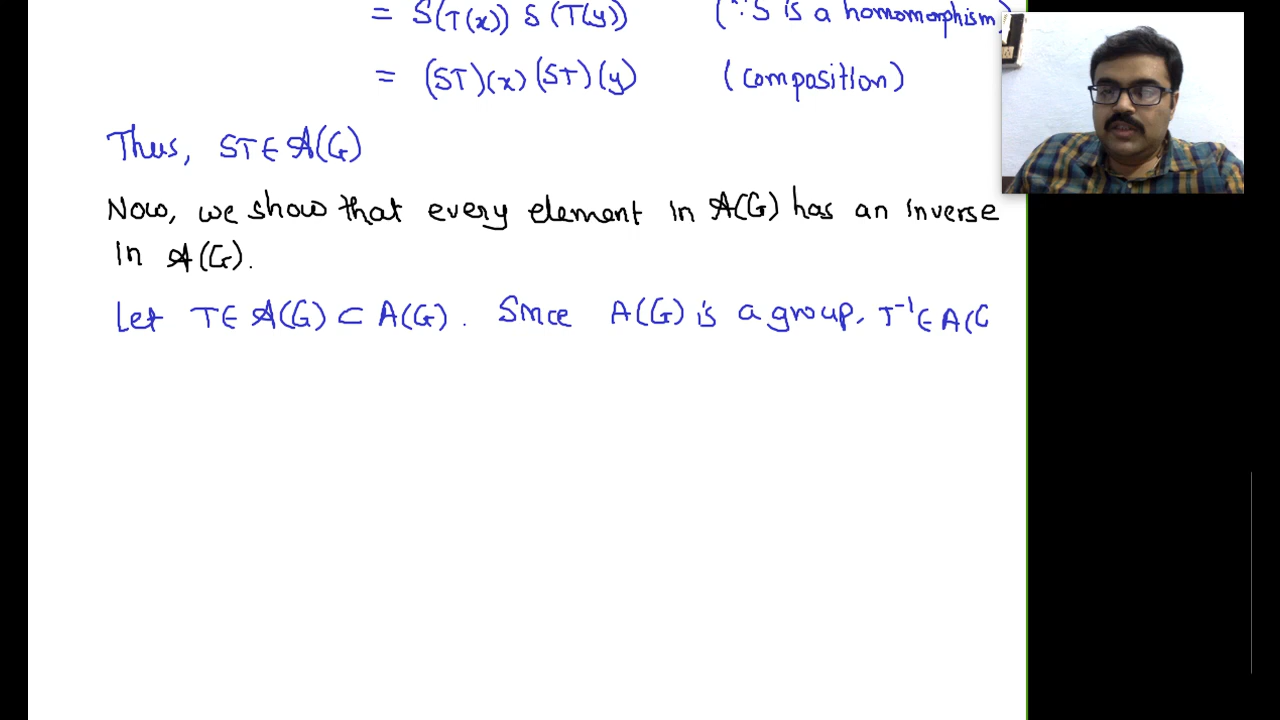 = S(T(x)) S(T(y)) (∵ S is a homomorphism)
= (ST)(x) (ST)(y) (composition)
Thus, ST ∈ 𝒜(G)
Now, we show that every element in 𝒜(G) has an inverse
in 𝒜(G).
Let T ∈ 𝒜(G) ⊂ A(G). Since A(G) is a group, T⁻¹ ∈ A(G